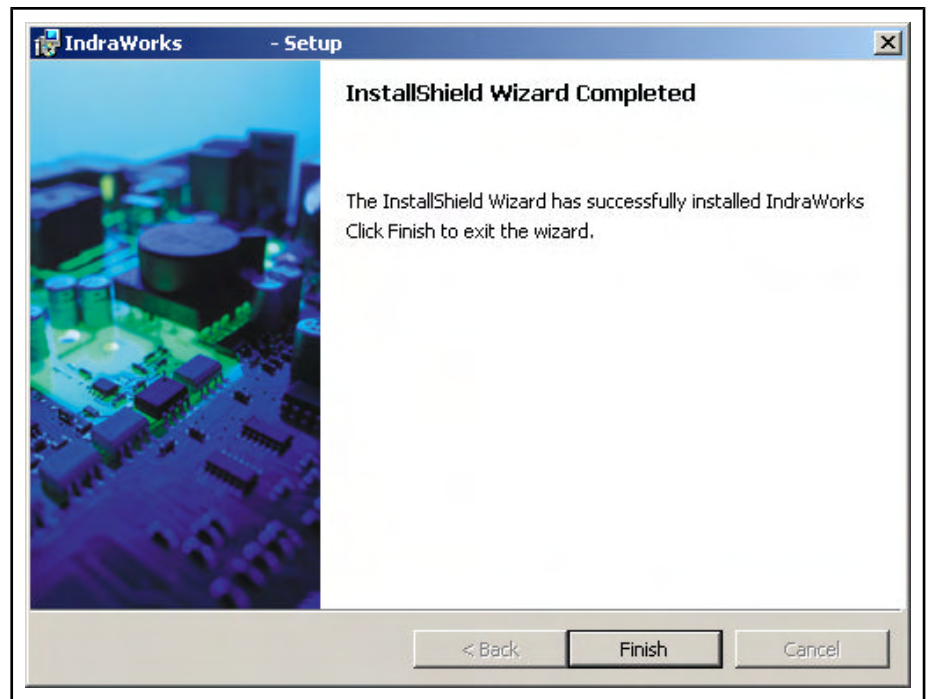 IndraWorks - Setup
InstallShield Wizard Completed
The InstallShield Wizard has successfully installed IndraWorks
Click Finish to exit the wizard.
< Back Finish Cancel